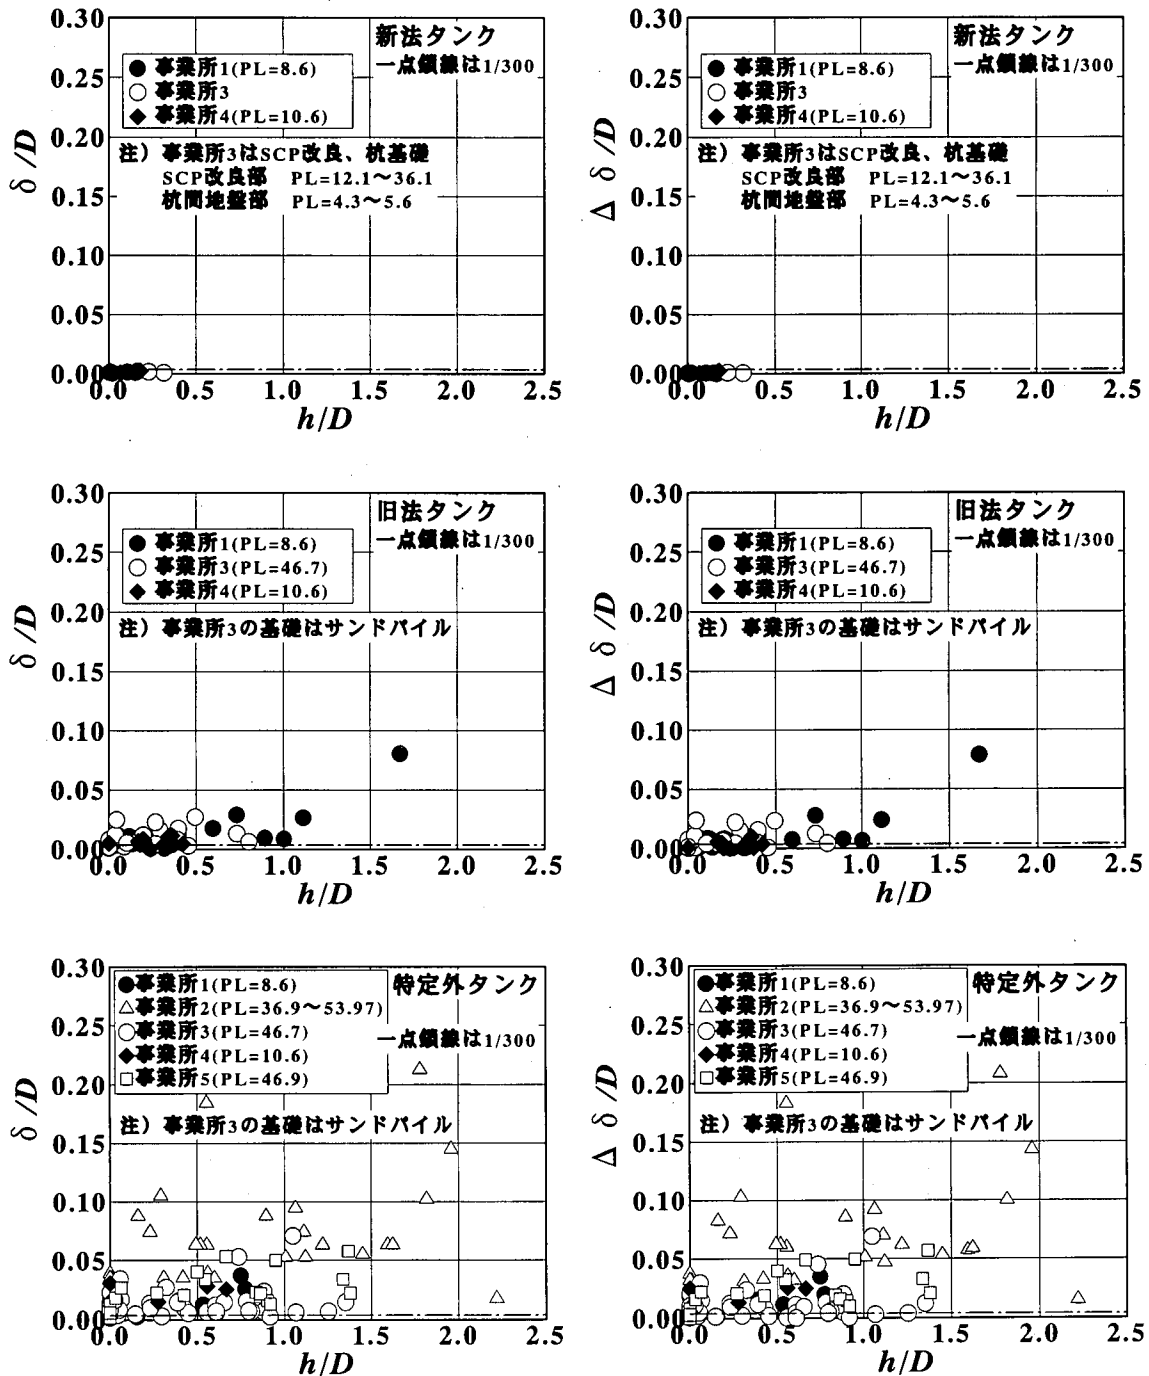 0.30
0.25
0.20
0.15
0.10
0.05
0.00
δ/D
新法タンク
一点鎖線は1/300
●事業所1(PL=8.6)
○事業所3
◆事業所4(PL=10.6)
注）事業所3はSCP改良、杭基礎
SCP改良部 PL=12.1～36.1
杭間地盤部 PL=4.3～5.6
0.0 0.5 1.0 1.5 2.0 2.5
h/D
0.30
0.25
0.20
0.15
0.10
0.05
0.00
Δδ/D
新法タンク
一点鎖線は1/300
●事業所1(PL=8.6)
○事業所3
◆事業所4(PL=10.6)
注）事業所3はSCP改良、杭基礎
SCP改良部 PL=12.1～36.1
杭間地盤部 PL=4.3～5.6
0.0 0.5 1.0 1.5 2.0 2.5
h/D
0.30
0.25
0.20
0.15
0.10
0.05
0.00
δ/D
旧法タンク
一点鎖線は1/300
●事業所1(PL=8.6)
○事業所3(PL=46.7)
◆事業所4(PL=10.6)
注）事業所3の基礎はサンドパイル
0.0 0.5 1.0 1.5 2.0 2.5
h/D
0.30
0.25
0.20
0.15
0.10
0.05
0.00
Δδ/D
旧法タンク
一点鎖線は1/300
●事業所1(PL=8.6)
○事業所3(PL=46.7)
◆事業所4(PL=10.6)
注）事業所3の基礎はサンドパイル
0.0 0.5 1.0 1.5 2.0 2.5
h/D
0.30
0.25
0.20
0.15
0.10
0.05
0.00
δ/D
特定外タンク
一点鎖線は1/300
●事業所1(PL=8.6)
△事業所2(PL=36.9～53.97)
○事業所3(PL=46.7)
◆事業所4(PL=10.6)
□事業所5(PL=46.9)
注）事業所3の基礎はサンドパイル
0.0 0.5 1.0 1.5 2.0 2.5
h/D
0.30
0.25
0.20
0.15
0.10
0.05
0.00
Δδ/D
特定外タンク
一点鎖線は1/300
●事業所1(PL=8.6)
△事業所2(PL=36.9～53.97)
○事業所3(PL=46.7)
◆事業所4(PL=10.6)
□事業所5(PL=46.9)
注）事業所3の基礎はサンドパイル
0.0 0.5 1.0 1.5 2.0 2.5
h/D